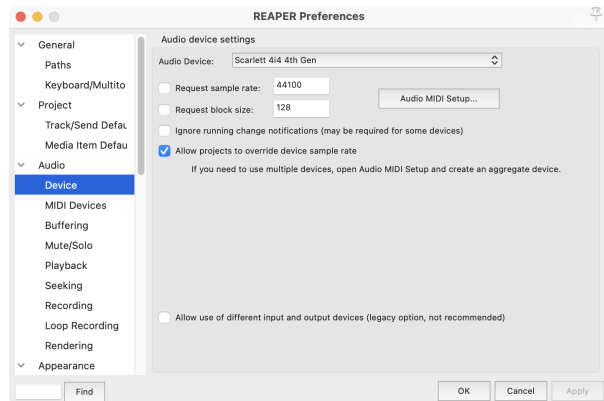 REAPER Preferences
General
Paths
Keyboard/Multito
Project
Track/Send Defau
Media Item Defau
Audio
Device
MIDI Devices
Buffering
Mute/Solo
Playback
Seeking
Recording
Loop Recording
Rendering
Appearance
Find
Audio device settings
Audio Device: Scarlett 4i4 4th Gen
Request sample rate: 44100
Request block size: 128
Audio MIDI Setup...
Ignore running change notifications (may be required for some devices)
Allow projects to override device sample rate
If you need to use multiple devices, open Audio MIDI Setup and create an aggregate device.
Allow use of different input and output devices (legacy option, not recommended)
OK Cancel Apply